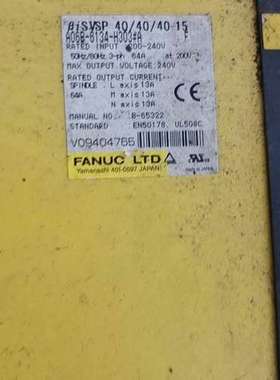 βiSVSP 40/40/40-15
A06B-6134-H303#A F
RATED INPUT 200-240V
50Hz/60Hz 3-ph 64A at 200V
MAX OUTPUT VOLTAGE:240V
RATED OUTPUT CURRENT
SPINDLE L axis 13A
64A M axis 13A
N axis 13A
CE
MANUAL NO. B-65322
STANDARD EN50178, UL508C
V09404765
FANUC LTD
Yamanashi 401-0597 JAPAN